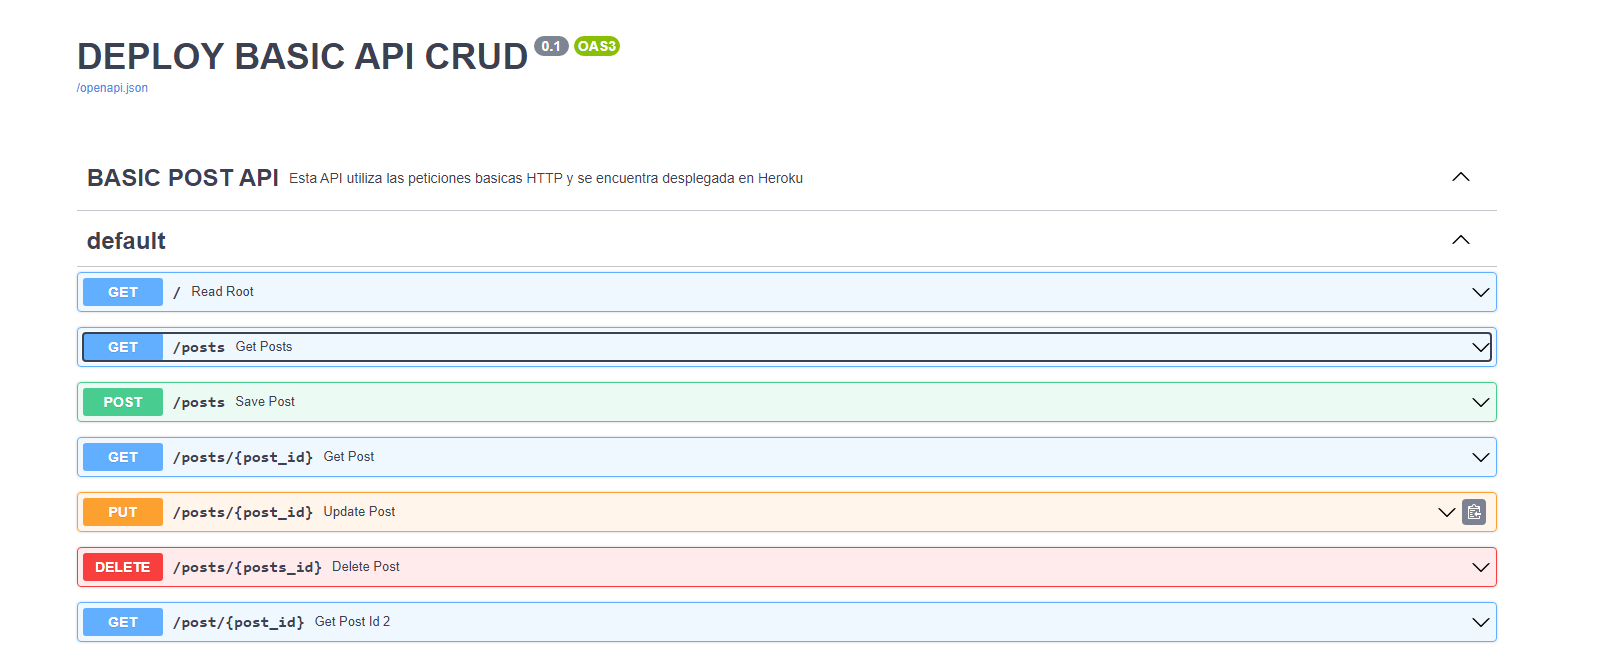 DEPLOY BASIC API CRUD 0.1 OAS3
/openapi.json
BASIC POST API Esta API utiliza las peticiones basicas HTTP y se encuentra desplegada en Heroku
default
GET / Read Root
GET /posts Get Posts
POST /posts Save Post
GET /posts/{post_id} Get Post
PUT /posts/{post_id} Update Post
DELETE /posts/{posts_id} Delete Post
GET /post/{post_id} Get Post Id 2